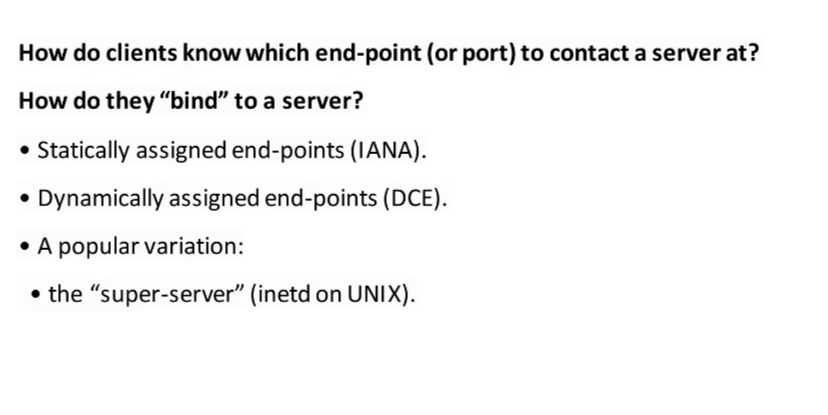 How do clients know which end-point (or port) to contact a server at?
How do they “bind” to a server?
• Statically assigned end-points (IANA).
• Dynamically assigned end-points (DCE).
• A popular variation:
• the “super-server” (inetd on UNIX).